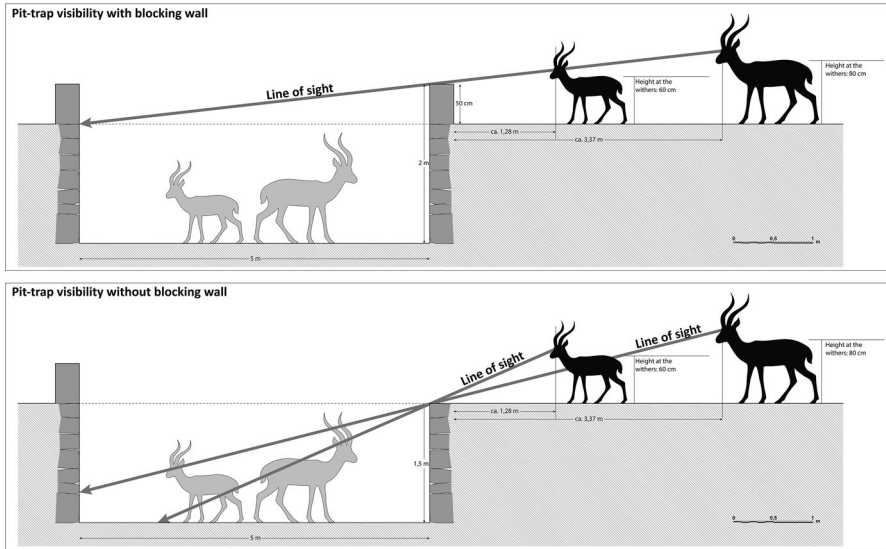 Pit-trap visibility with blocking wall
Line of sight
Height at the
withers: 80 cm
Height at the
withers: 60 cm
50 cm
ca. 1,28 m
ca. 3,37 m
2 m
0 0,5 1
m
5 m
Pit-trap visibility without blocking wall
Line of sight
Line of sight
Height at the
withers: 80 cm
Height at the
withers: 60 cm
ca. 1,28 m
ca. 3,37 m
1,5 m
0 0,5 1
m
5 m